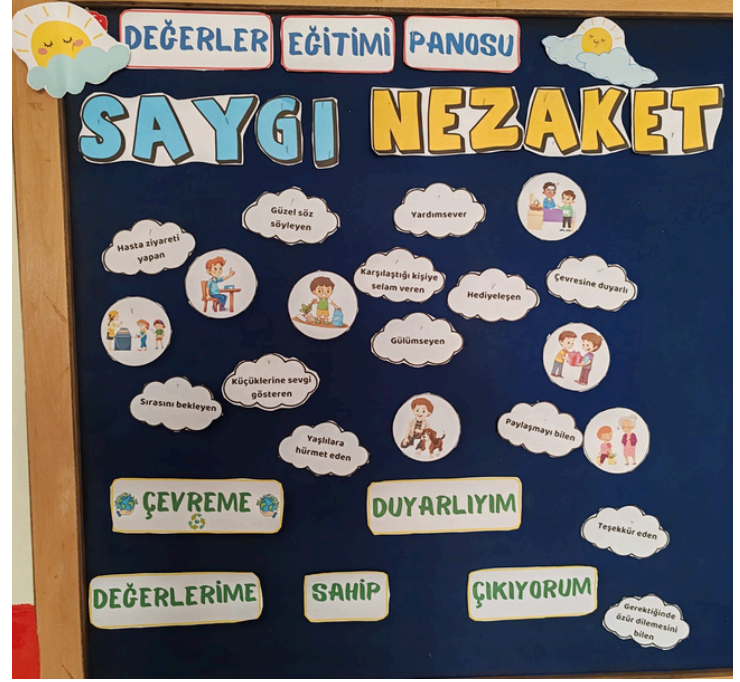 DEĞERLER EĞİTİMİ PANOSU
SAYGI NEZAKET
Güzel söz
söyleyen
Yardımsever
Hasta ziyareti
yapan
Karşılaştığı kişiye
selam veren
Hediyeleşen
Çevresine duyarlı
Gülümseyen
Küçüklerine sevgi
gösteren
Sırasını bekleyen
Yaşlılara
hürmet eden
Paylaşmayı bilen
ÇEVREME DUYARLIYIM
Teşekkür eden
DEĞERLERİME SAHİP ÇIKIYORUM
Gerektiğinde
özür dilemesini
bilen